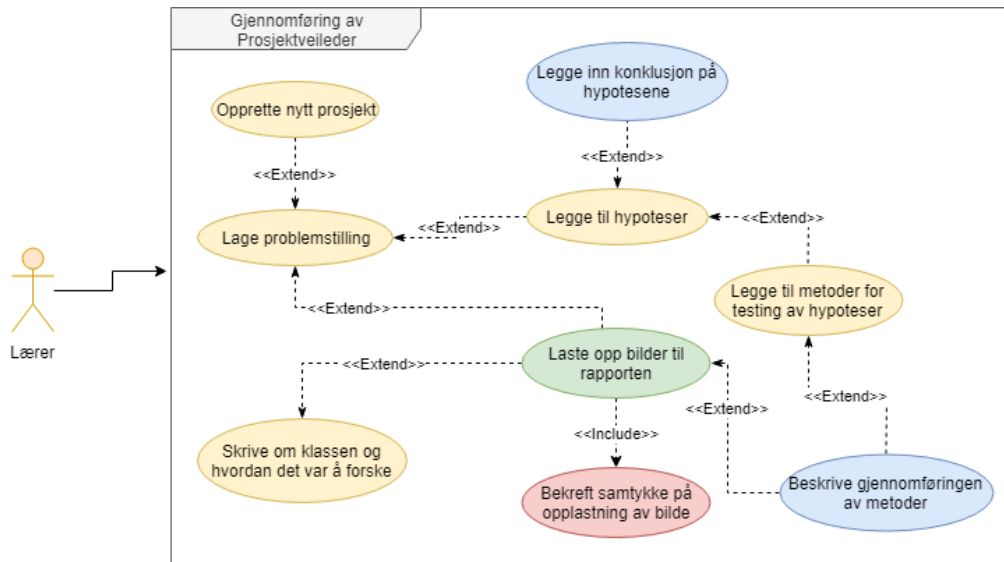 Gjennomføring av
Prosjektveileder
Legge inn konklusjon på
hypotesene
Opprette nytt prosjekt
<<Extend>>
<<Extend>>
Legge til hypoteser
<<Extend>>
<<Extend>>
Lage problemstilling
Lærer
Legge til metoder for
testing av hypoteser
<<Extend>>
Laste opp bilder til
rapporten
<<Extend>>
<<Extend>>
<<Extend>>
<<Include>>
Skrive om klassen og
hvordan det var å forske
Bekreft samtykke på
opplastning av bilde
Beskrive gjennomføringen
av metoder